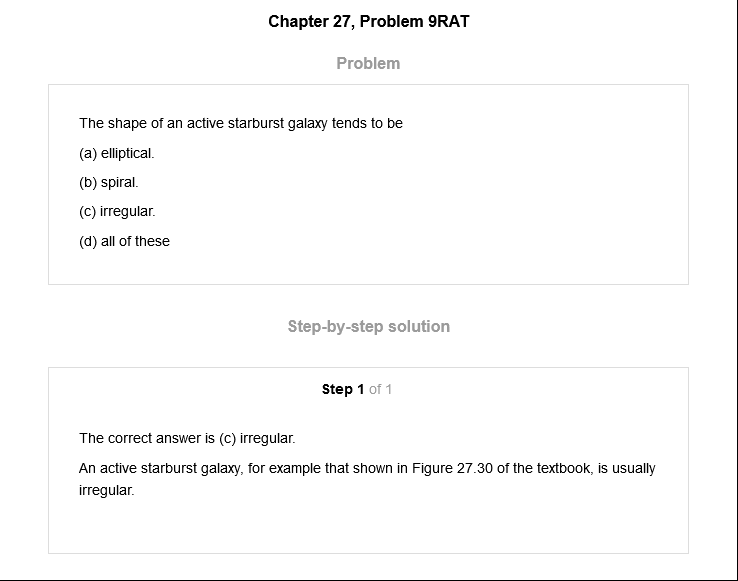 Chapter 27, Problem 9RAT
Problem
The shape of an active starburst galaxy tends to be
(a) elliptical.
(b) spiral.
(c) irregular.
(d) all of these
Step-by-step solution
Step 1 of 1
The correct answer is (c) irregular.
An active starburst galaxy, for example that shown in Figure 27.30 of the textbook, is usually
irregular.